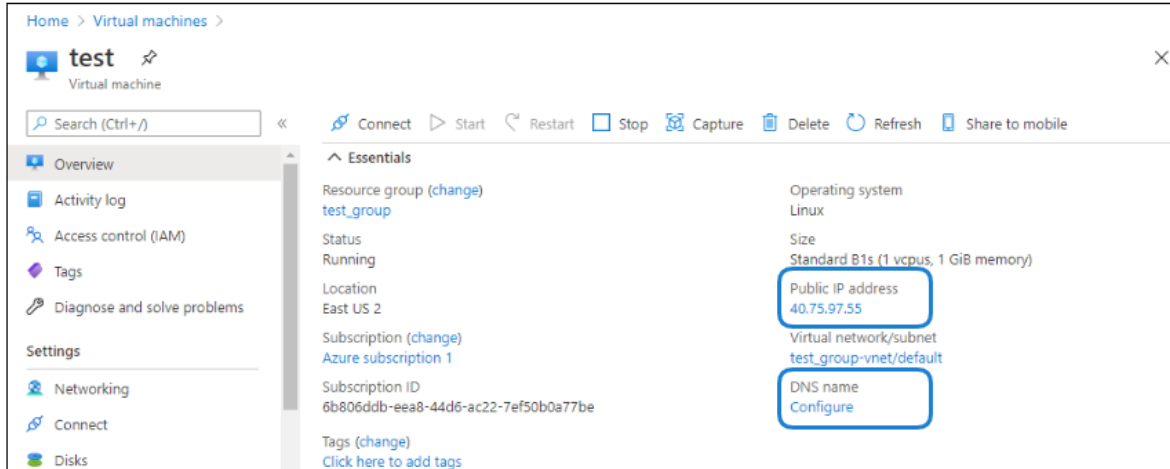 Home > Virtual machines >
test
Virtual machine
Search (Ctrl+/)
«
Overview
Activity log
Access control (IAM)
Tags
Diagnose and solve problems
Settings
Networking
Connect
Disks
Connect Start Restart Stop Capture Delete Refresh Share to mobile
Essentials
Resource group (change)
test_group
Status
Running
Location
East US 2
Subscription (change)
Azure subscription 1
Subscription ID
6b806ddb-eea8-44d6-ac22-7ef50b0a77be
Tags (change)
Click here to add tags
Operating system
Linux
Size
Standard B1s (1 vcpus, 1 GiB memory)
Public IP address
40.75.97.55
Virtual network/subnet
test_group-vnet/default
DNS name
Configure